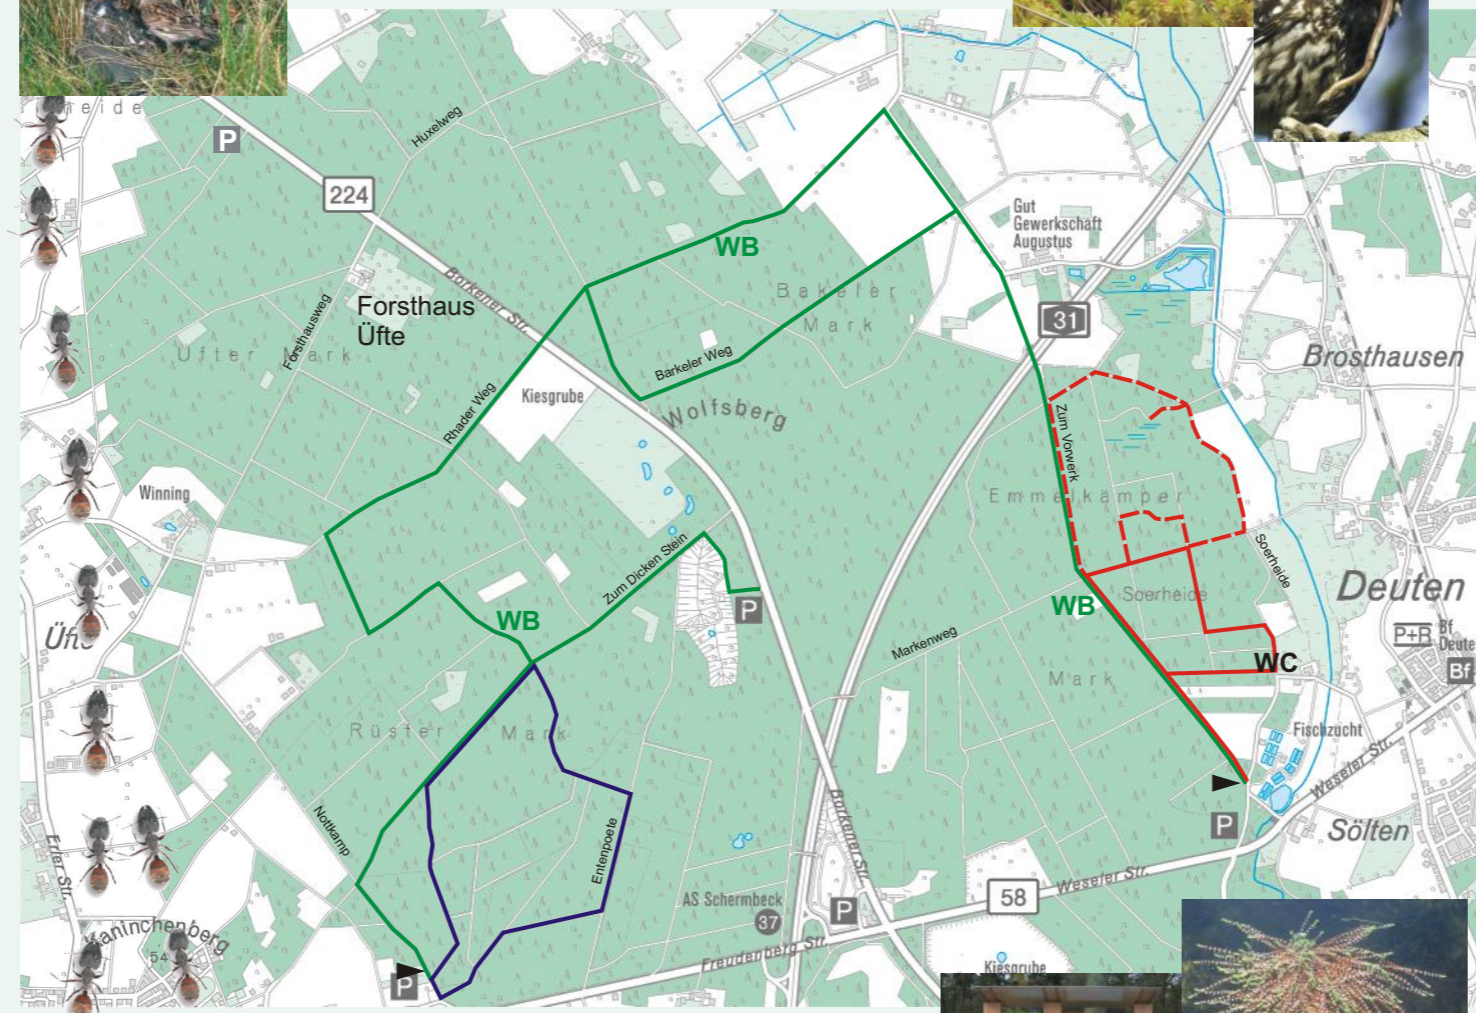 heide
P
Huxelweg
224
Gut
Gewerkschaft
Augustus
WB
Borkener Str.
Forsthaus
Üfte
Forsthausweg
Üfter Mark
Bakeler
Mark
31
Brosthausen
Barkeler Weg
Kiesgrube
Wolfsberg
Rhader Weg
Zum Vorwerk
Winning
Emmelkämper
Soerheide
Zum Dicken Stein
Deuten
Soerheide
WB
P
WB
Üfte
P+R
Bf
Deute
Bf
Markenweg
WC
Mark
Rüster Mark
Fischzucht
Weseler Str.
Nottkamp
Borkener Str.
P
Sölten
Erler Str.
Entenpoete
Weseler Str.
58
AS Schermbeck
37
P
Kaninchenberg
54
Freudenberg Str.
Kiesgrube
P